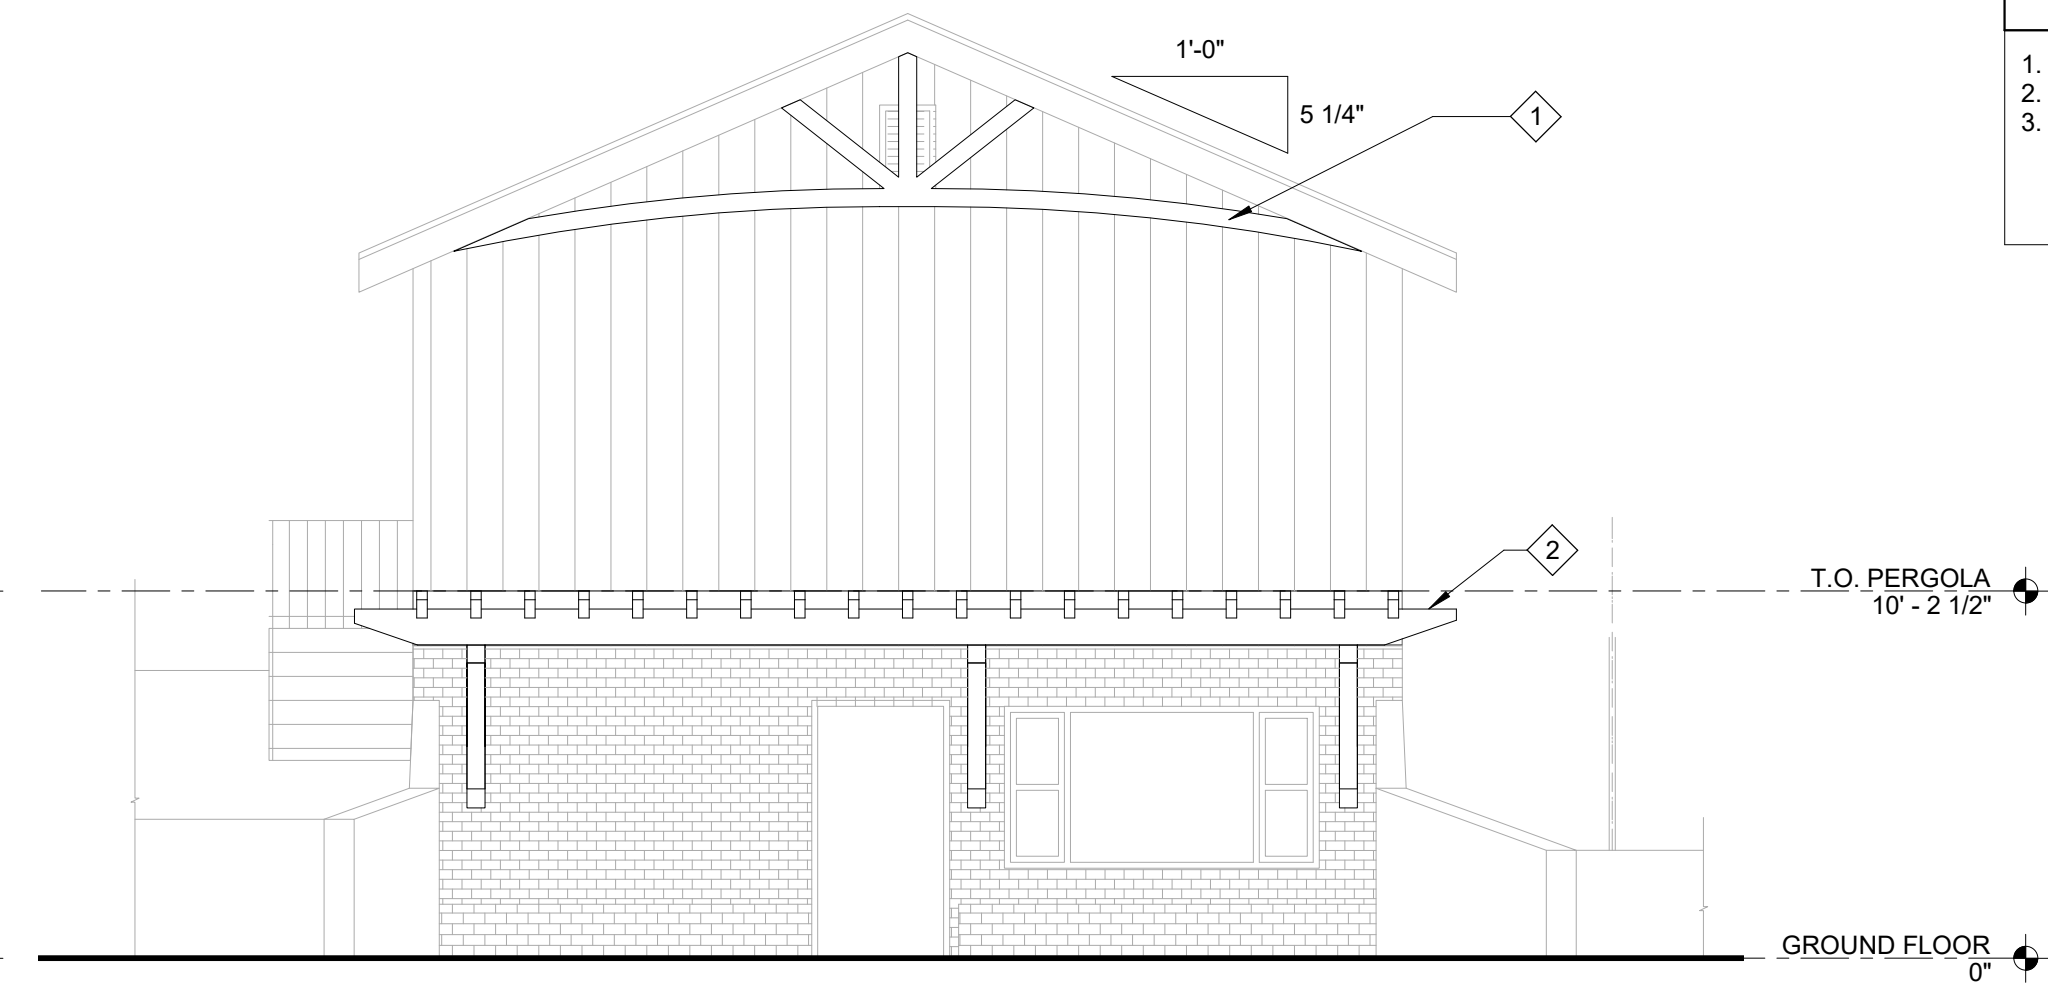 1'-0"
5 1/4"
1
1.
2.
3.
2
T.O. PERGOLA
10' - 2 1/2"
GROUND FLOOR
0"